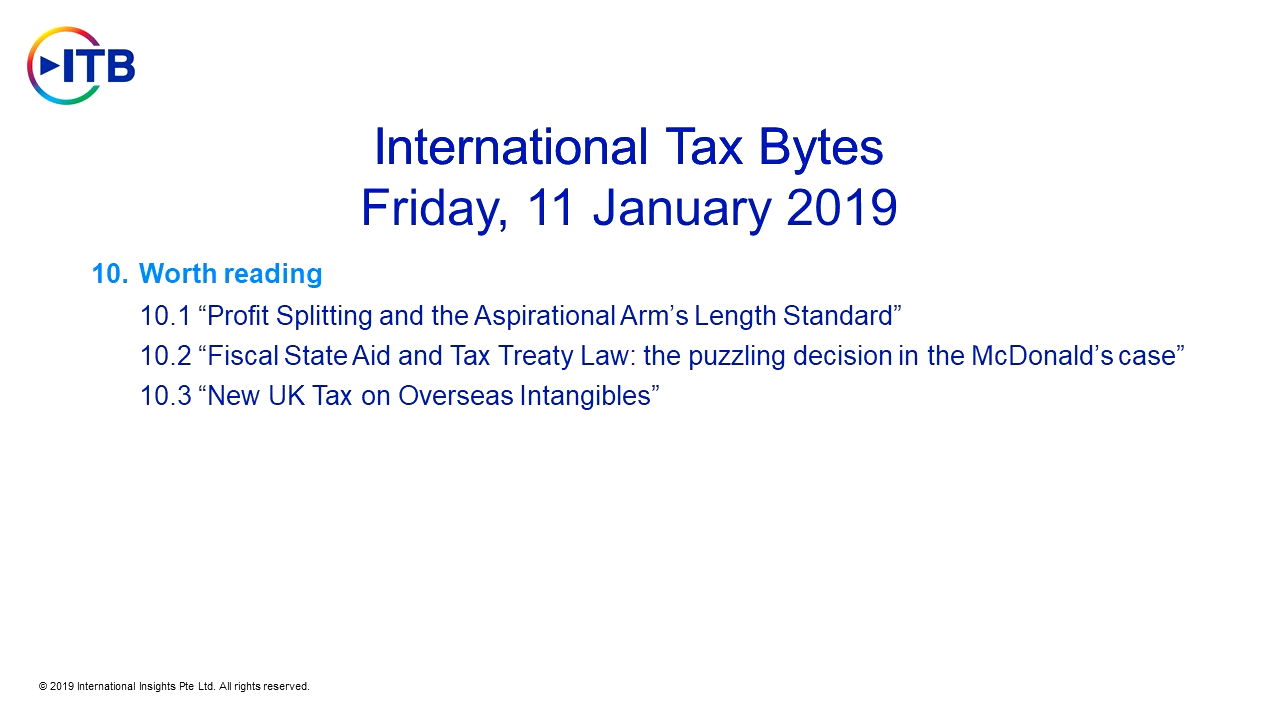 ITB
International Tax Bytes
Friday, 11 January 2019
10. Worth reading
10.1 “Profit Splitting and the Aspirational Arm’s Length Standard”
10.2 “Fiscal State Aid and Tax Treaty Law: the puzzling decision in the McDonald’s case”
10.3 “New UK Tax on Overseas Intangibles”
© 2019 International Insights Pte Ltd. All rights reserved.